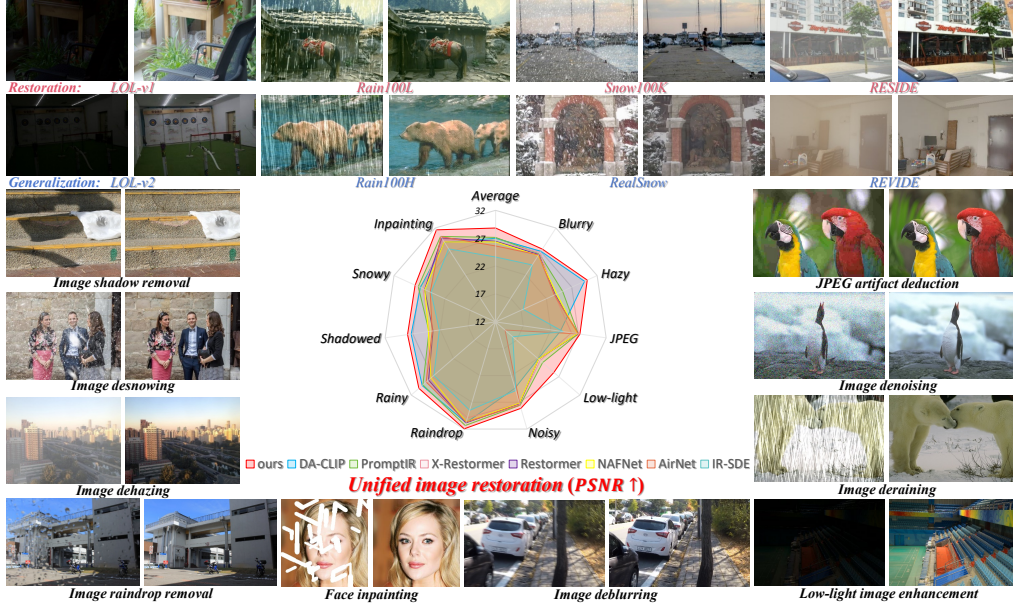 Restoration: LOL-v1 Rain100L Snow100K RESIDE
Generalization: LOL-v2 Rain100H RealSnow REVIDE
Average
32
Inpainting
Blurry
27
Snowy
22
Hazy
17
Image shadow removal
JPEG artifact deduction
12
Shadowed
JPEG
Image desnowing
Image denoising
Rainy
Low-light
Raindrop
Noisy
ours DA-CLIP PromptIR X-Restormer Restormer NAFNet AirNet IR-SDE
Unified image restoration (PSNR ↑)
Image dehazing
Image deraining
Image raindrop removal
Face inpainting
Image deblurring
Low-light image enhancement